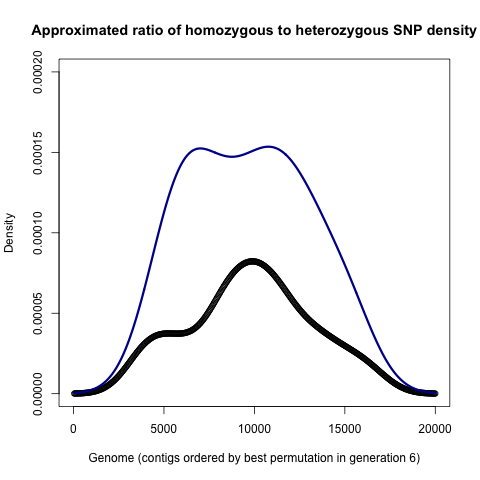 Approximated ratio of homozygous to heterozygous SNP density
Density
0.00020
0.00015
0.00010
0.00005
0.00000
0 5000 10000 15000 20000
Genome (contigs ordered by best permutation in generation 6)